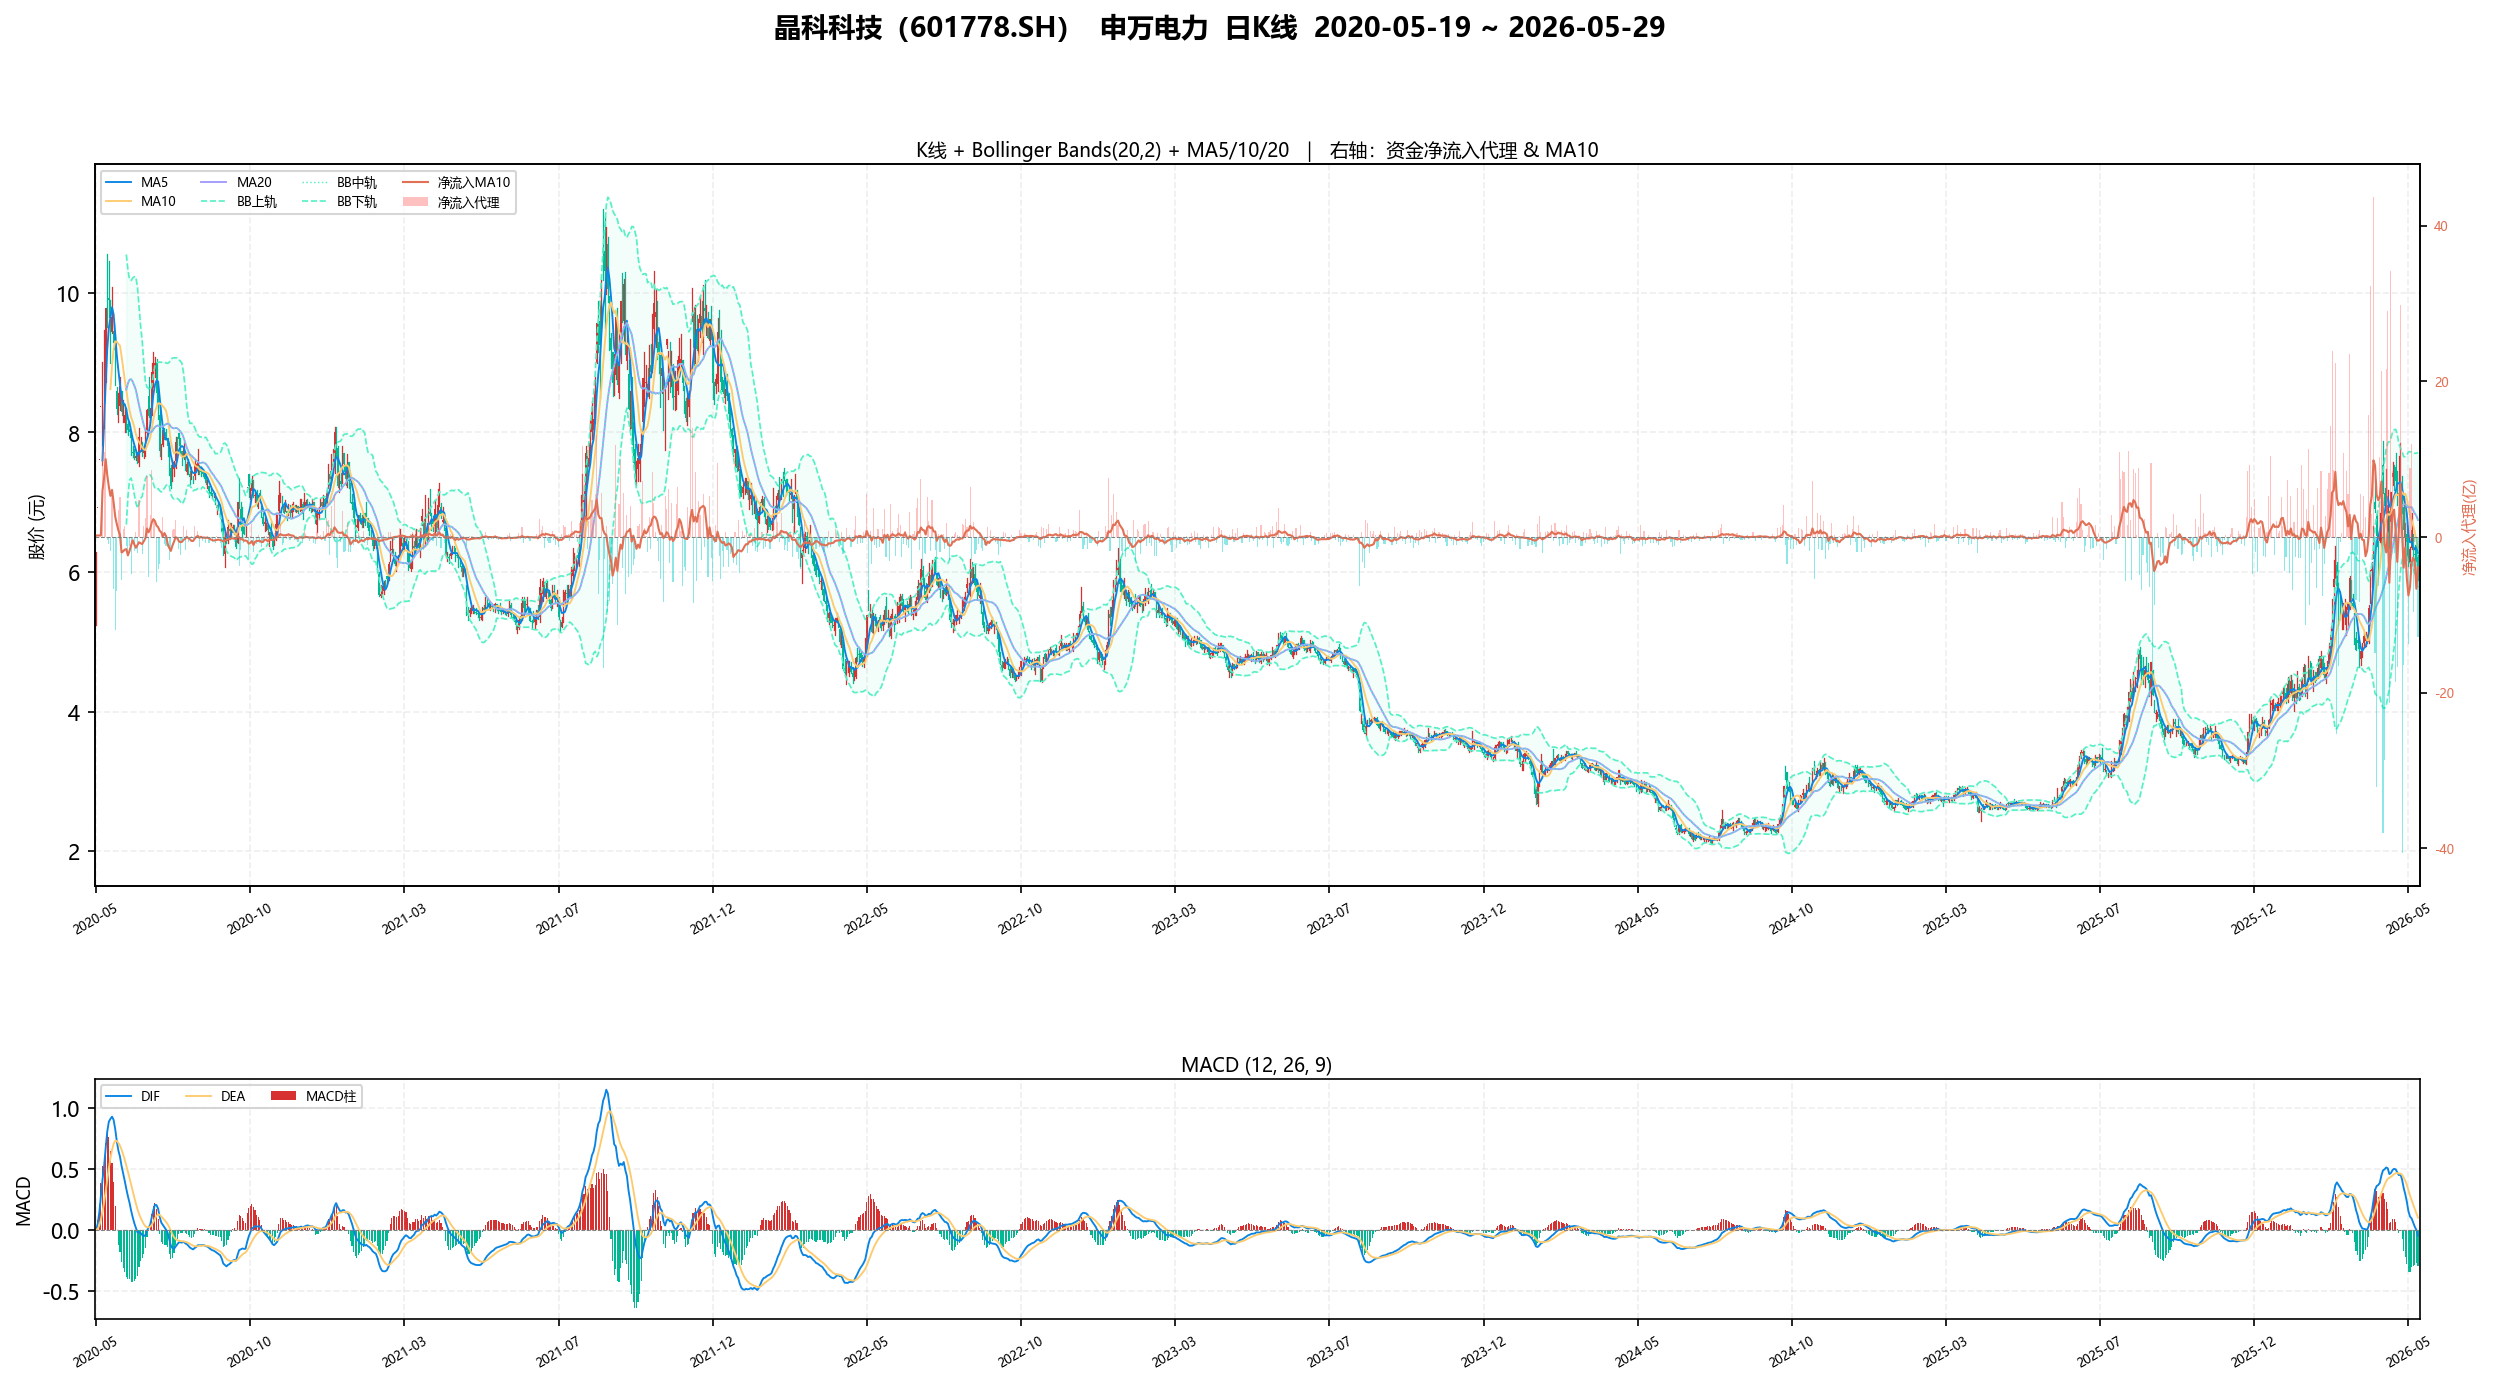 晶科科技（601778.SH） 申万电力 日K线 2020-05-19 ~ 2026-05-29
K线 + Bollinger Bands(20,2) + MA5/10/20 | 右轴：资金净流入代理 & MA10
MA5 MA20 BB中轨 净流入MA10
MA10 BB上轨 BB下轨 净流入代理
股价 (元)
10
8
6
4
2
40
20
0
-20
-40
净流入代理(亿)
2020-05 2020-10 2021-03 2021-07 2021-12 2022-05 2022-10 2023-03 2023-07 2023-12 2024-05 2024-10 2025-03 2025-07 2025-12 2026-05
MACD (12, 26, 9)
DIF DEA MACD柱
MACD
1.0
0.5
0.0
-0.5
2020-05 2020-10 2021-03 2021-07 2021-12 2022-05 2022-10 2023-03 2023-07 2023-12 2024-05 2024-10 2025-03 2025-07 2025-12 2026-05